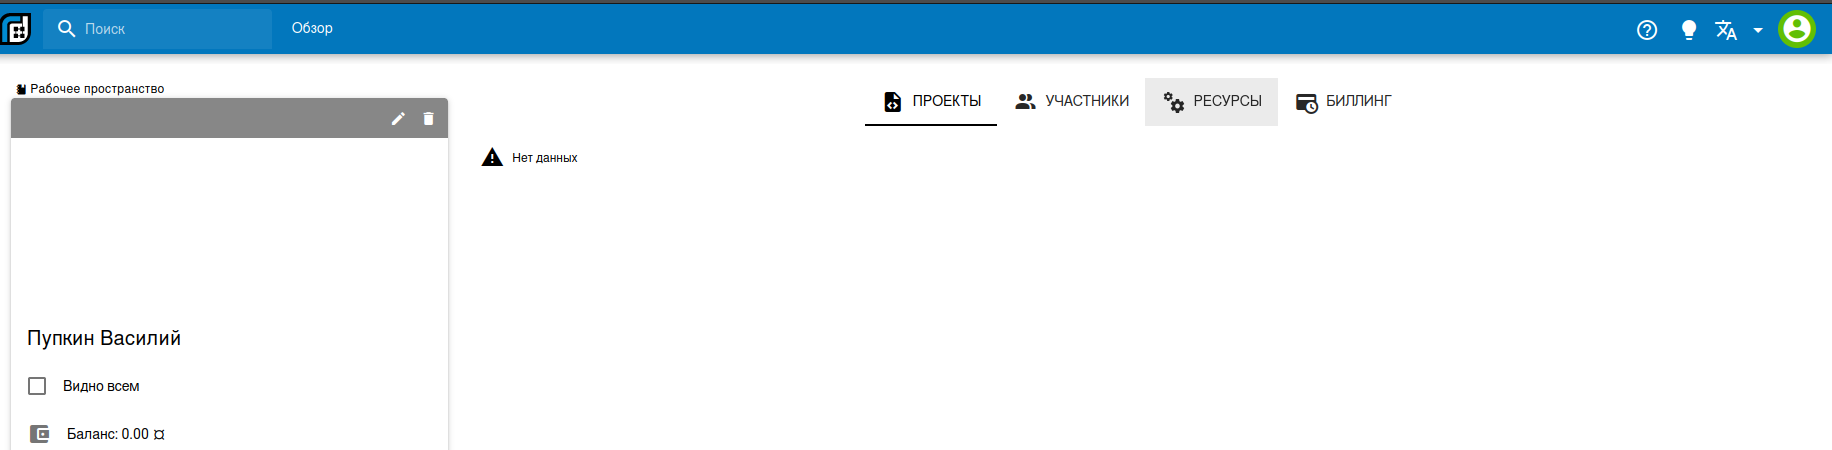 Поиск
Обзор
Рабочее пространство
ПРОЕКТЫ
УЧАСТНИКИ
РЕСУРСЫ
БИЛЛИНГ
Нет данных
Пупкин Василий
Видно всем
Баланс: 0.00 ¤